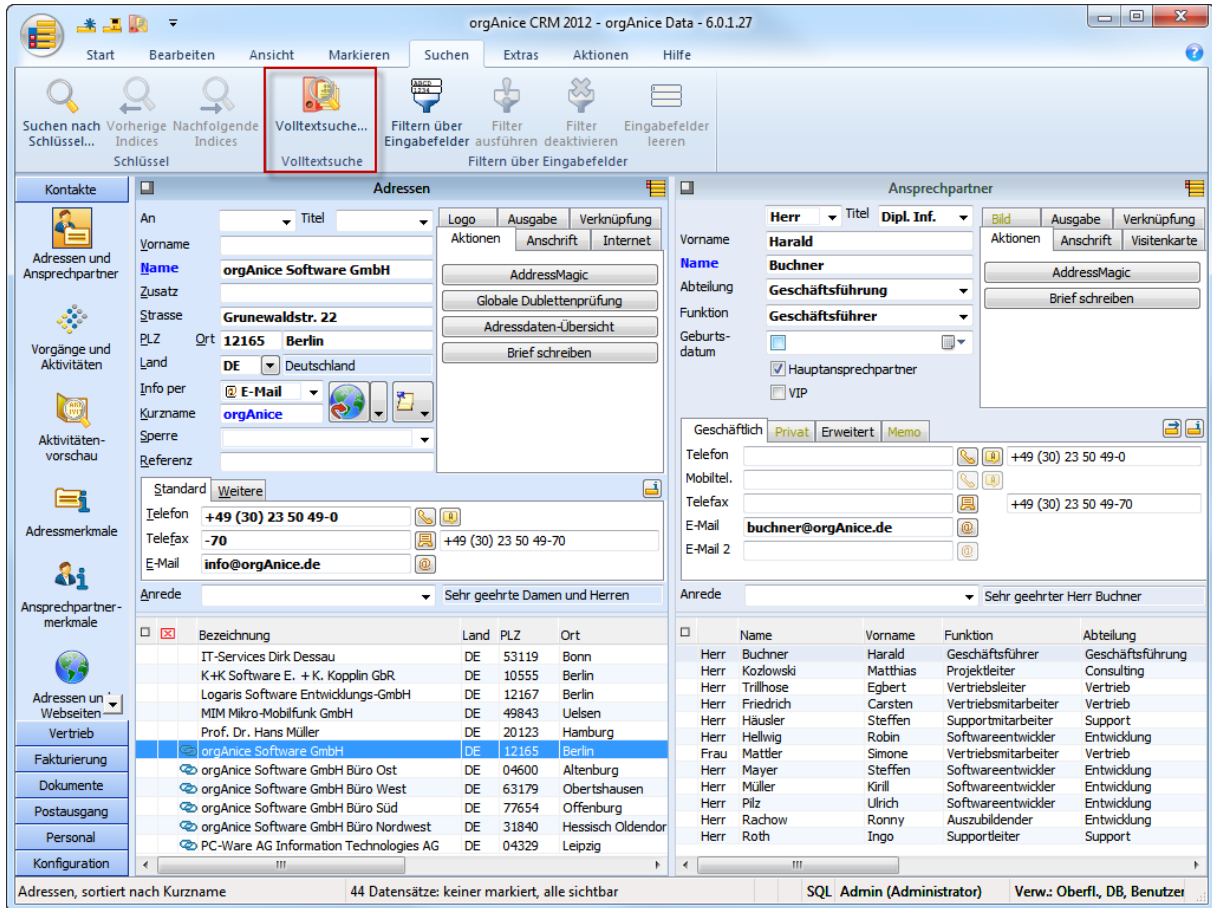 orgAnice CRM 2012 - orgAnice Data - 6.0.1.27
Start Bearbeiten Ansicht Markieren Suchen Extras Aktionen Hilfe
Suchen nach Schlüssel...
Vorherige Indices
Nachfolgende Indices
Volltextsuche...
ABCD
1234
Filtern über Eingabefelder
Filter ausführen
Filter deaktivieren
Eingabefelder leeren
Schlüssel
Volltextsuche
Filtern über Eingabefelder
Kontakte
Adressen und
Ansprechpartner
Vorgänge und
Aktivitäten
Aktivitäten-
vorschau
Adressmerkmale
Ansprechpartner-
merkmale
Adressen un
Webseiten
Vertrieb
Fakturierung
Dokumente
Postausgang
Personal
Konfiguration
Adressen
An Titel
Vorname
Name orgAnice Software GmbH
Zusatz
Strasse Grunewaldstr. 22
PLZ Ort 12165 Berlin
Land DE Deutschland
Info per @ E-Mail
Kurzname orgAnice
Sperre
Referenz
Logo Ausgabe Verknüpfung
Aktionen Anschrift Internet
AddressMagic
Globale Dublettenprüfung
Adressdaten-Übersicht
Brief schreiben
Standard Weitere
Telefon +49 (30) 23 50 49-0
Telefax -70 +49 (30) 23 50 49-70
E-Mail info@orgAnice.de
Anrede Sehr geehrte Damen und Herren
Bezeichnung Land PLZ Ort
IT-Services Dirk Dessau DE 53119 Bonn
K+K Software E. +K. Kopplin GbR DE 10555 Berlin
Logaris Software Entwicklungs-GmbH DE 12167 Berlin
MIM Mikro-Mobilfunk GmbH DE 49843 Uelsen
Prof. Dr. Hans Müller DE 20123 Hamburg
orgAnice Software GmbH DE 12165 Berlin
orgAnice Software GmbH Büro Ost DE 04600 Altenburg
orgAnice Software GmbH Büro West DE 63179 Obertshausen
orgAnice Software GmbH Büro Süd DE 77654 Offenburg
orgAnice Software GmbH Büro Nordwest DE 31840 Hessisch Oldendor
PC-Ware AG Information Technologies AG DE 04329 Leipzig
Ansprechpartner
Herr Titel Dipl. Inf.
Vorname Harald
Name Buchner
Abteilung Geschäftsführung
Funktion Geschäftsführer
Geburts-
datum
Hauptansprechpartner
VIP
Bild Ausgabe Verknüpfung
Aktionen Anschrift Visitenkarte
AddressMagic
Brief schreiben
Geschäftlich Privat Erweitert Memo
Telefon +49 (30) 23 50 49-0
Mobiltel.
Telefax +49 (30) 23 50 49-70
E-Mail buchner@orgAnice.de
E-Mail 2
Anrede Sehr geehrter Herr Buchner
Name Vorname Funktion Abteilung
Herr Buchner Harald Geschäftsführer Geschäftsführung
Herr Kozlowski Matthias Projektleiter Consulting
Herr Trillhose Egbert Vertriebsleiter Vertrieb
Herr Friedrich Carsten Vertriebsmitarbeiter Vertrieb
Herr Häusler Steffen Supportmitarbeiter Support
Herr Hellwig Robin Softwareentwickler Entwicklung
Frau Mattler Simone Vertriebsmitarbeiter Vertrieb
Herr Mayer Steffen Softwareentwickler Entwicklung
Herr Müller Kirill Softwareentwickler Entwicklung
Herr Pilz Ulrich Softwareentwickler Entwicklung
Herr Rachow Ronny Auszubildender Entwicklung
Herr Roth Ingo Supportleiter Support
Adressen, sortiert nach Kurzname 44 Datensätze: keiner markiert, alle sichtbar SQL Admin (Administrator) Verw.: Oberfl., DB, Benutzer